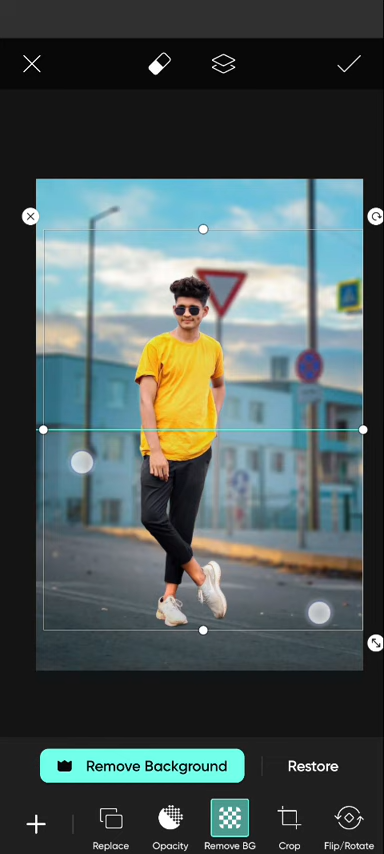 Remove Background
Restore
Replace
Opacity
Remove BG
Crop
Flip/Rotate